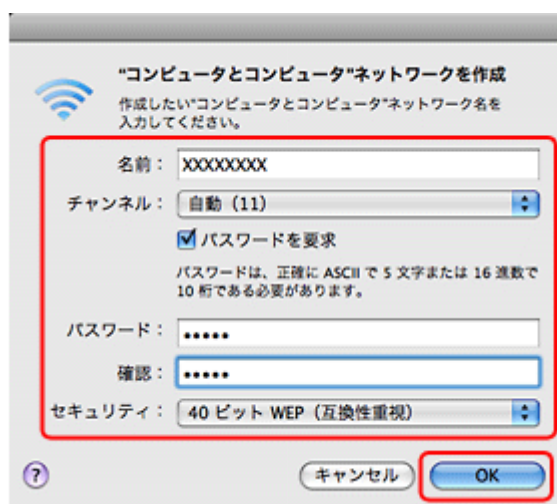 "コンピュータとコンピュータ"ネットワークを作成
作成したい"コンピュータとコンピュータ"ネットワーク名を
入力してください。
名前： XXXXXXXX
チャンネル： 自動（11）
パスワードを要求
パスワードは、正確に ASCII で 5 文字または 16 進数で
10 桁である必要があります。
パスワード： •••••
確認： •••••
セキュリティ： 40 ビット WEP（互換性重視）
? キャンセル OK